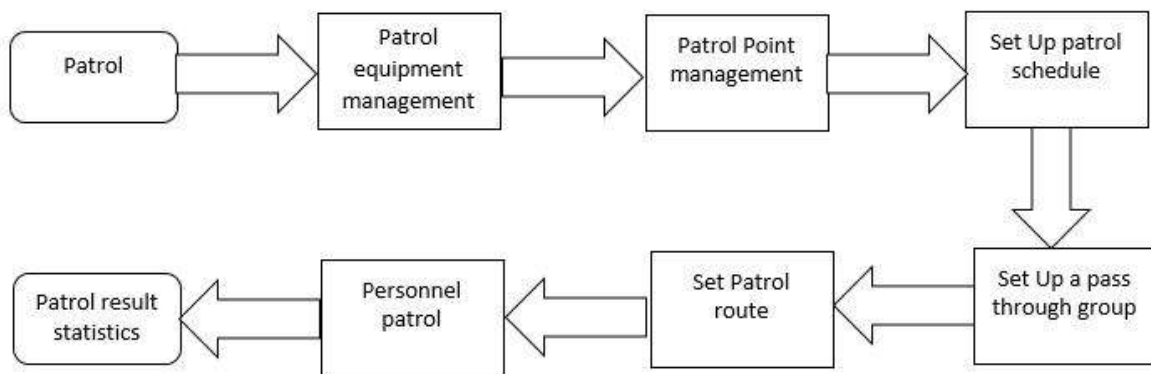 Patrol
Patrol
equipment
management
Patrol Point
management
Set Up patrol
schedule
Set Up a pass
through group
Set Patrol
route
Personnel
patrol
Patrol result
statistics